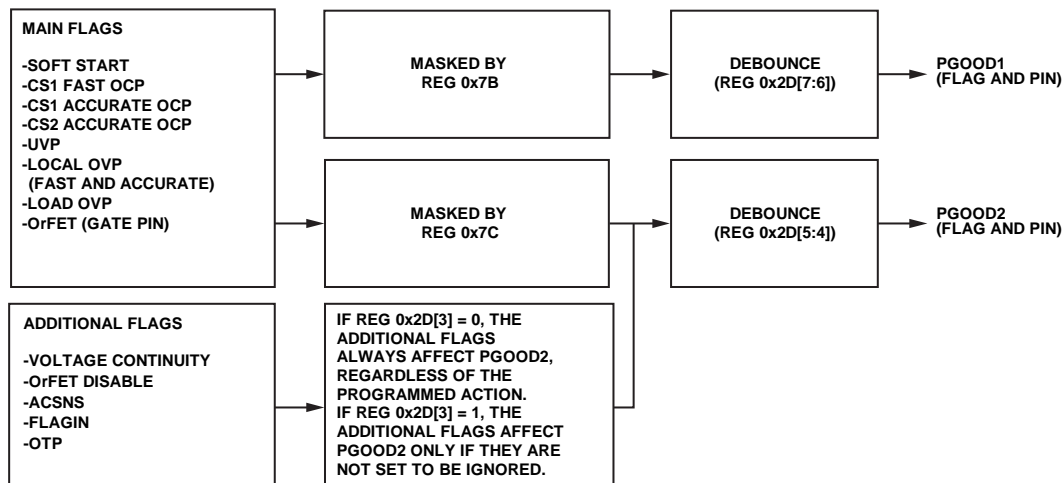 MAIN FLAGS
-SOFT START
-CS1 FAST OCP
-CS1 ACCURATE OCP
-CS2 ACCURATE OCP
-UVP
-LOCAL OVP
(FAST AND ACCURATE)
-LOAD OVP
-OrFET (GATE PIN)
MASKED BY
REG 0x7B
DEBOUNCE
(REG 0x2D[7:6])
PGOOD1
(FLAG AND PIN)
MASKED BY
REG 0x7C
DEBOUNCE
(REG 0x2D[5:4])
PGOOD2
(FLAG AND PIN)
ADDITIONAL FLAGS
-VOLTAGE CONTINUITY
-OrFET DISABLE
-ACSNS
-FLAGIN
-OTP
IF REG 0x2D[3] = 0, THE
ADDITIONAL FLAGS
ALWAYS AFFECT PGOOD2,
REGARDLESS OF THE
PROGRAMMED ACTION.
IF REG 0x2D[3] = 1, THE
ADDITIONAL FLAGS AFFECT
PGOOD2 ONLY IF THEY ARE
NOT SET TO BE IGNORED.